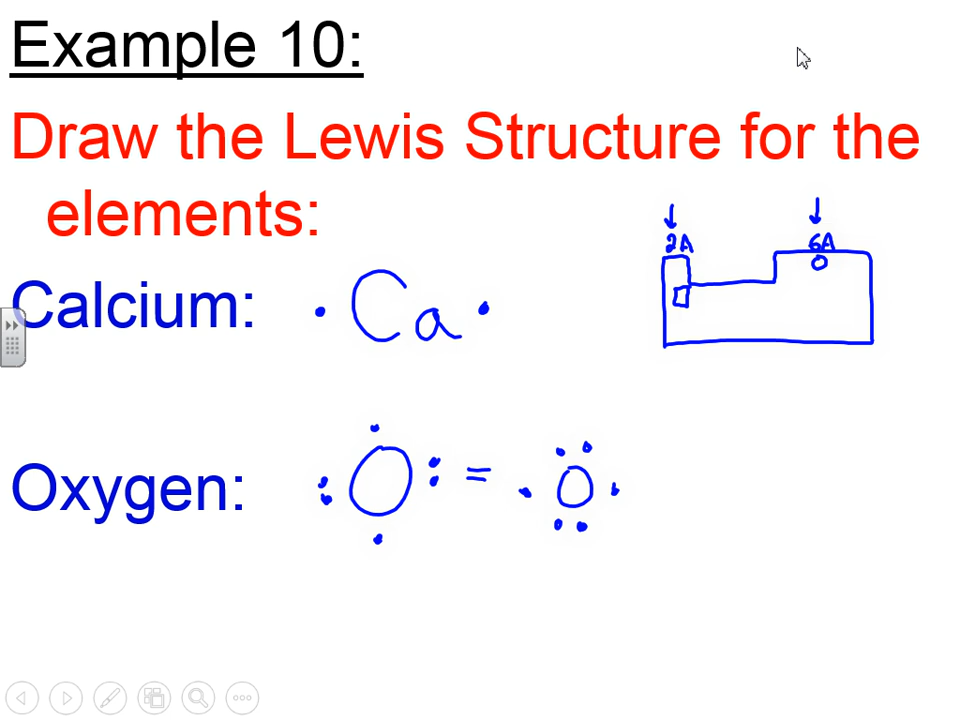 Example 10:
Draw the Lewis Structure for the
elements:
2A 6A
Calcium: Ca
Oxygen: O = O